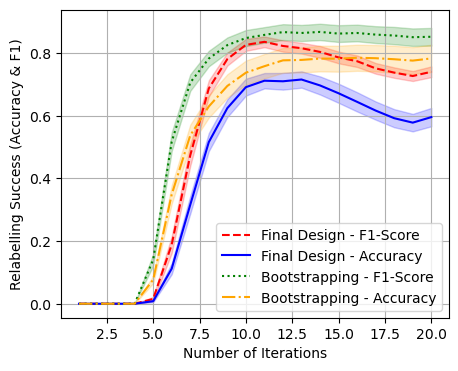 Relabelling Success (Accuracy & F1)
0.8
0.6
0.4
0.2
0.0
Final Design - F1-Score
Final Design - Accuracy
Bootstrapping - F1-Score
Bootstrapping - Accuracy
2.5 5.0 7.5 10.0 12.5 15.0 17.5 20.0
Number of Iterations